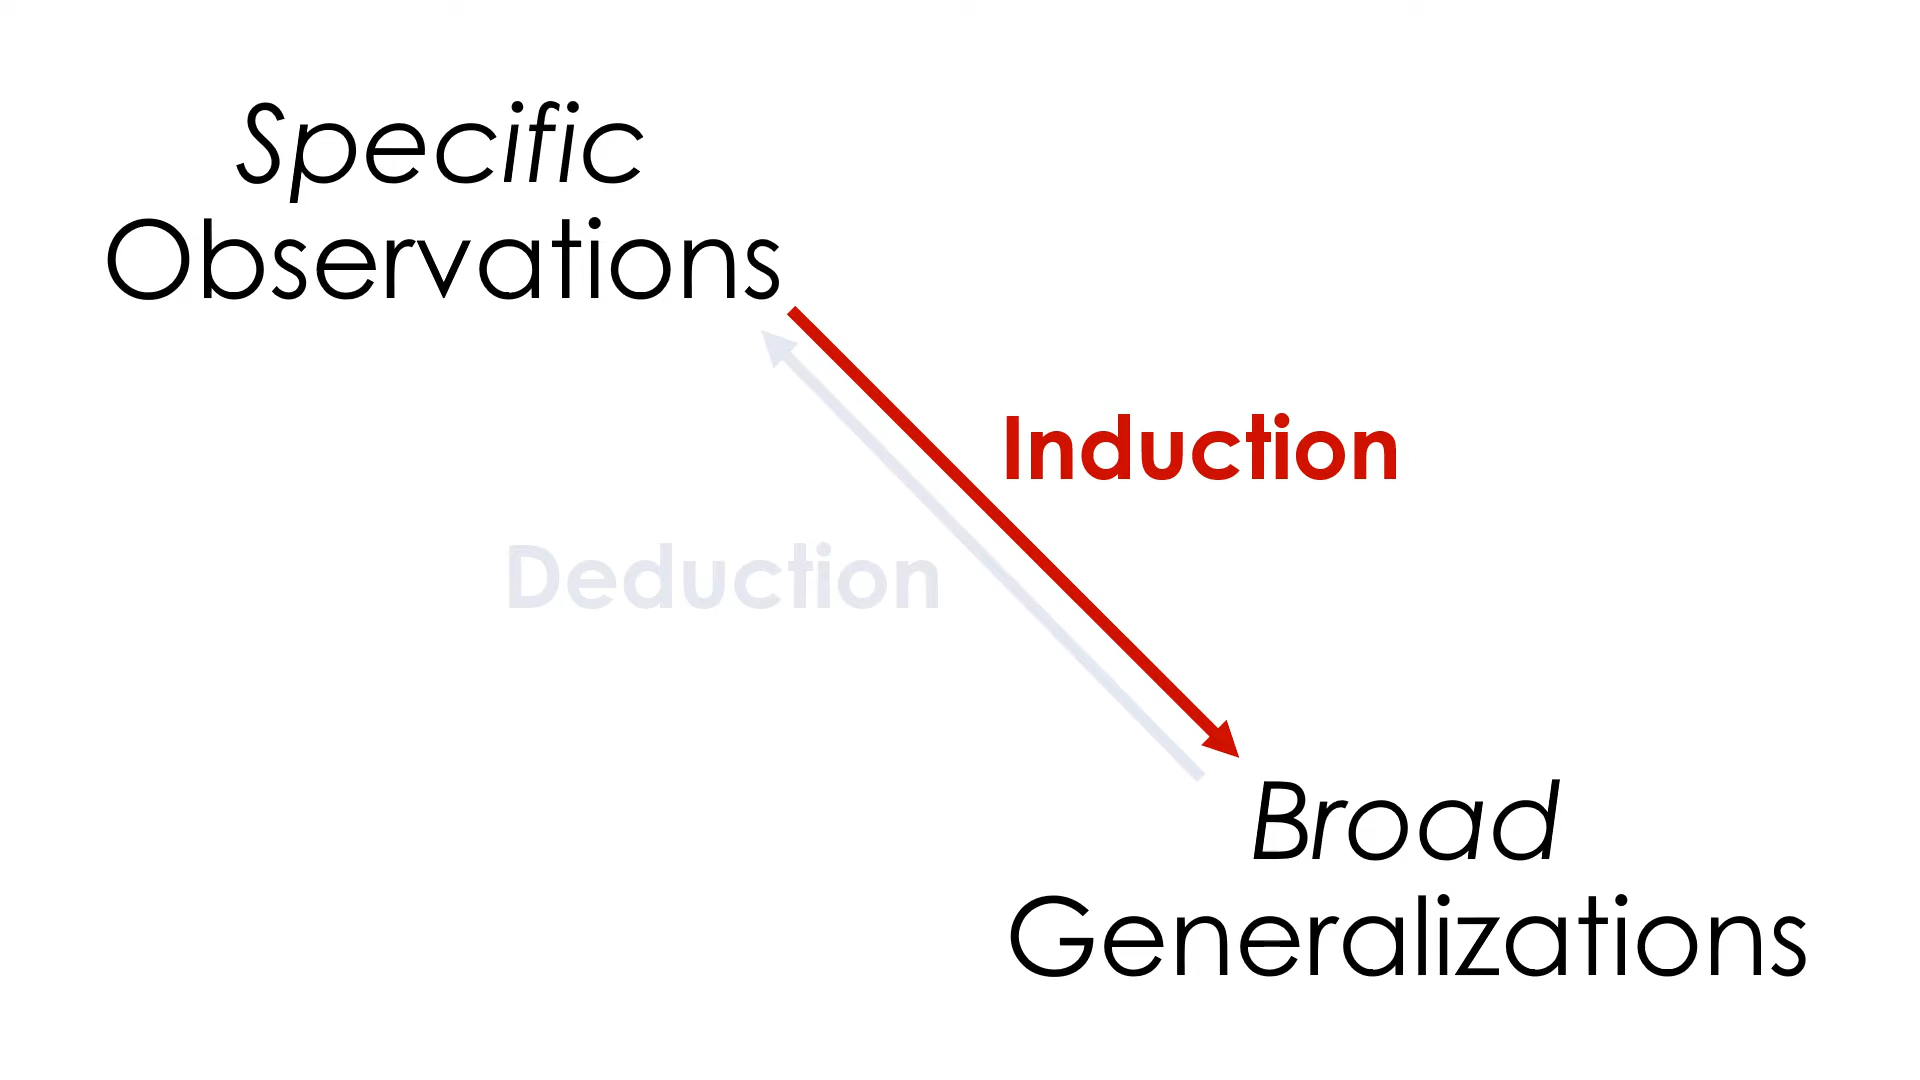 Specific
Observations
Induction
Deduction
Broad
Generalizations